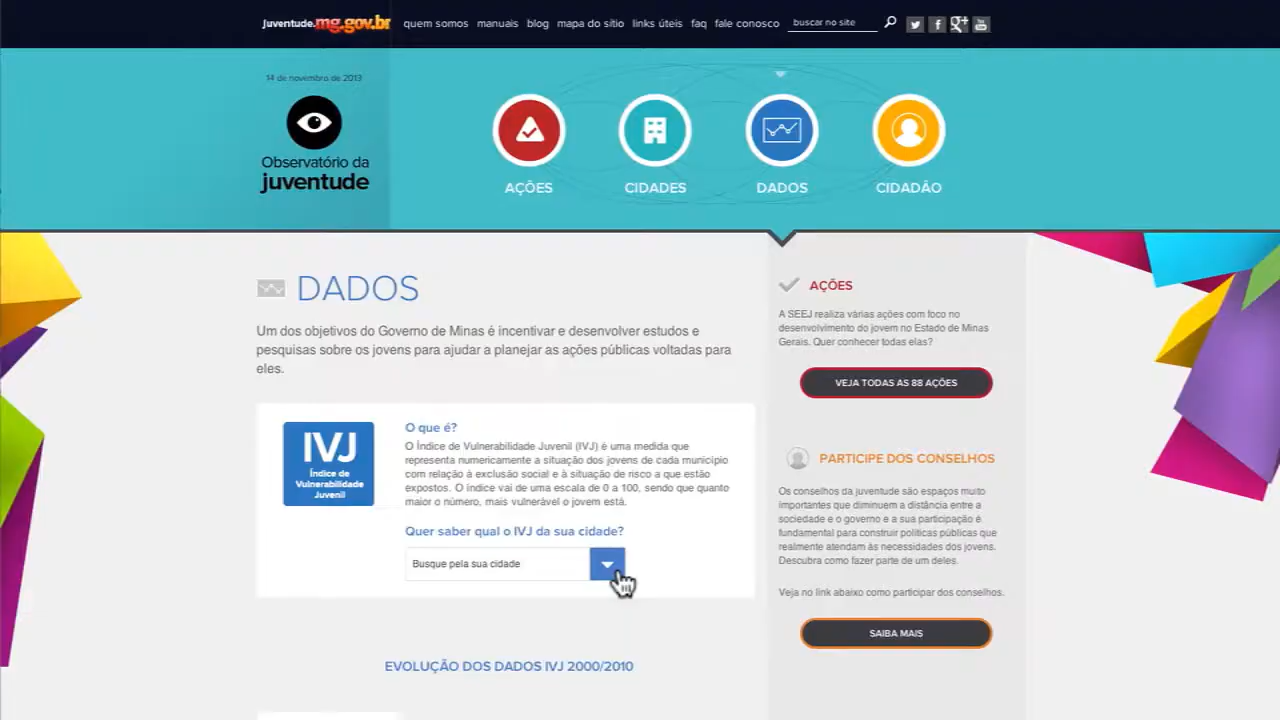 Juventude.mg.gov.br quem somos manuais blog mapa do sítio links úteis faq fale conosco buscar no site
14 de novembro de 2013
Observatório da
juventude
AÇÕES CIDADES DADOS CIDADÃO
DADOS
Um dos objetivos do Governo de Minas é incentivar e desenvolver estudos e
pesquisas sobre os jovens para ajudar a planejar as ações públicas voltadas para
eles.
IVJ
Índice de
Vulnerabilidade
Juvenil
O que é?
O Índice de Vulnerabilidade Juvenil (IVJ) é uma medida que
representa numericamente a situação dos jovens de cada município
com relação à exclusão social e à situação de risco a que estão
expostos. O índice vai de uma escala de 0 a 100, sendo que quanto
maior o número, mais vulnerável o jovem está.
Quer saber qual o IVJ da sua cidade?
Busque pela sua cidade
EVOLUÇÃO DOS DADOS IVJ 2000/2010
AÇÕES
A SEEJ realiza várias ações com foco no
desenvolvimento do jovem no Estado de Minas
Gerais. Quer conhecer todas elas?
VEJA TODAS AS 88 AÇÕES
PARTICIPE DOS CONSELHOS
Os conselhos da juventude são espaços muito
importantes que diminuem a distância entre a
sociedade e o governo e a sua participação é
fundamental para construir políticas públicas que
realmente atendam às necessidades dos jovens.
Descubra como fazer parte de um deles.
Veja no link abaixo como participar dos conselhos.
SAIBA MAIS